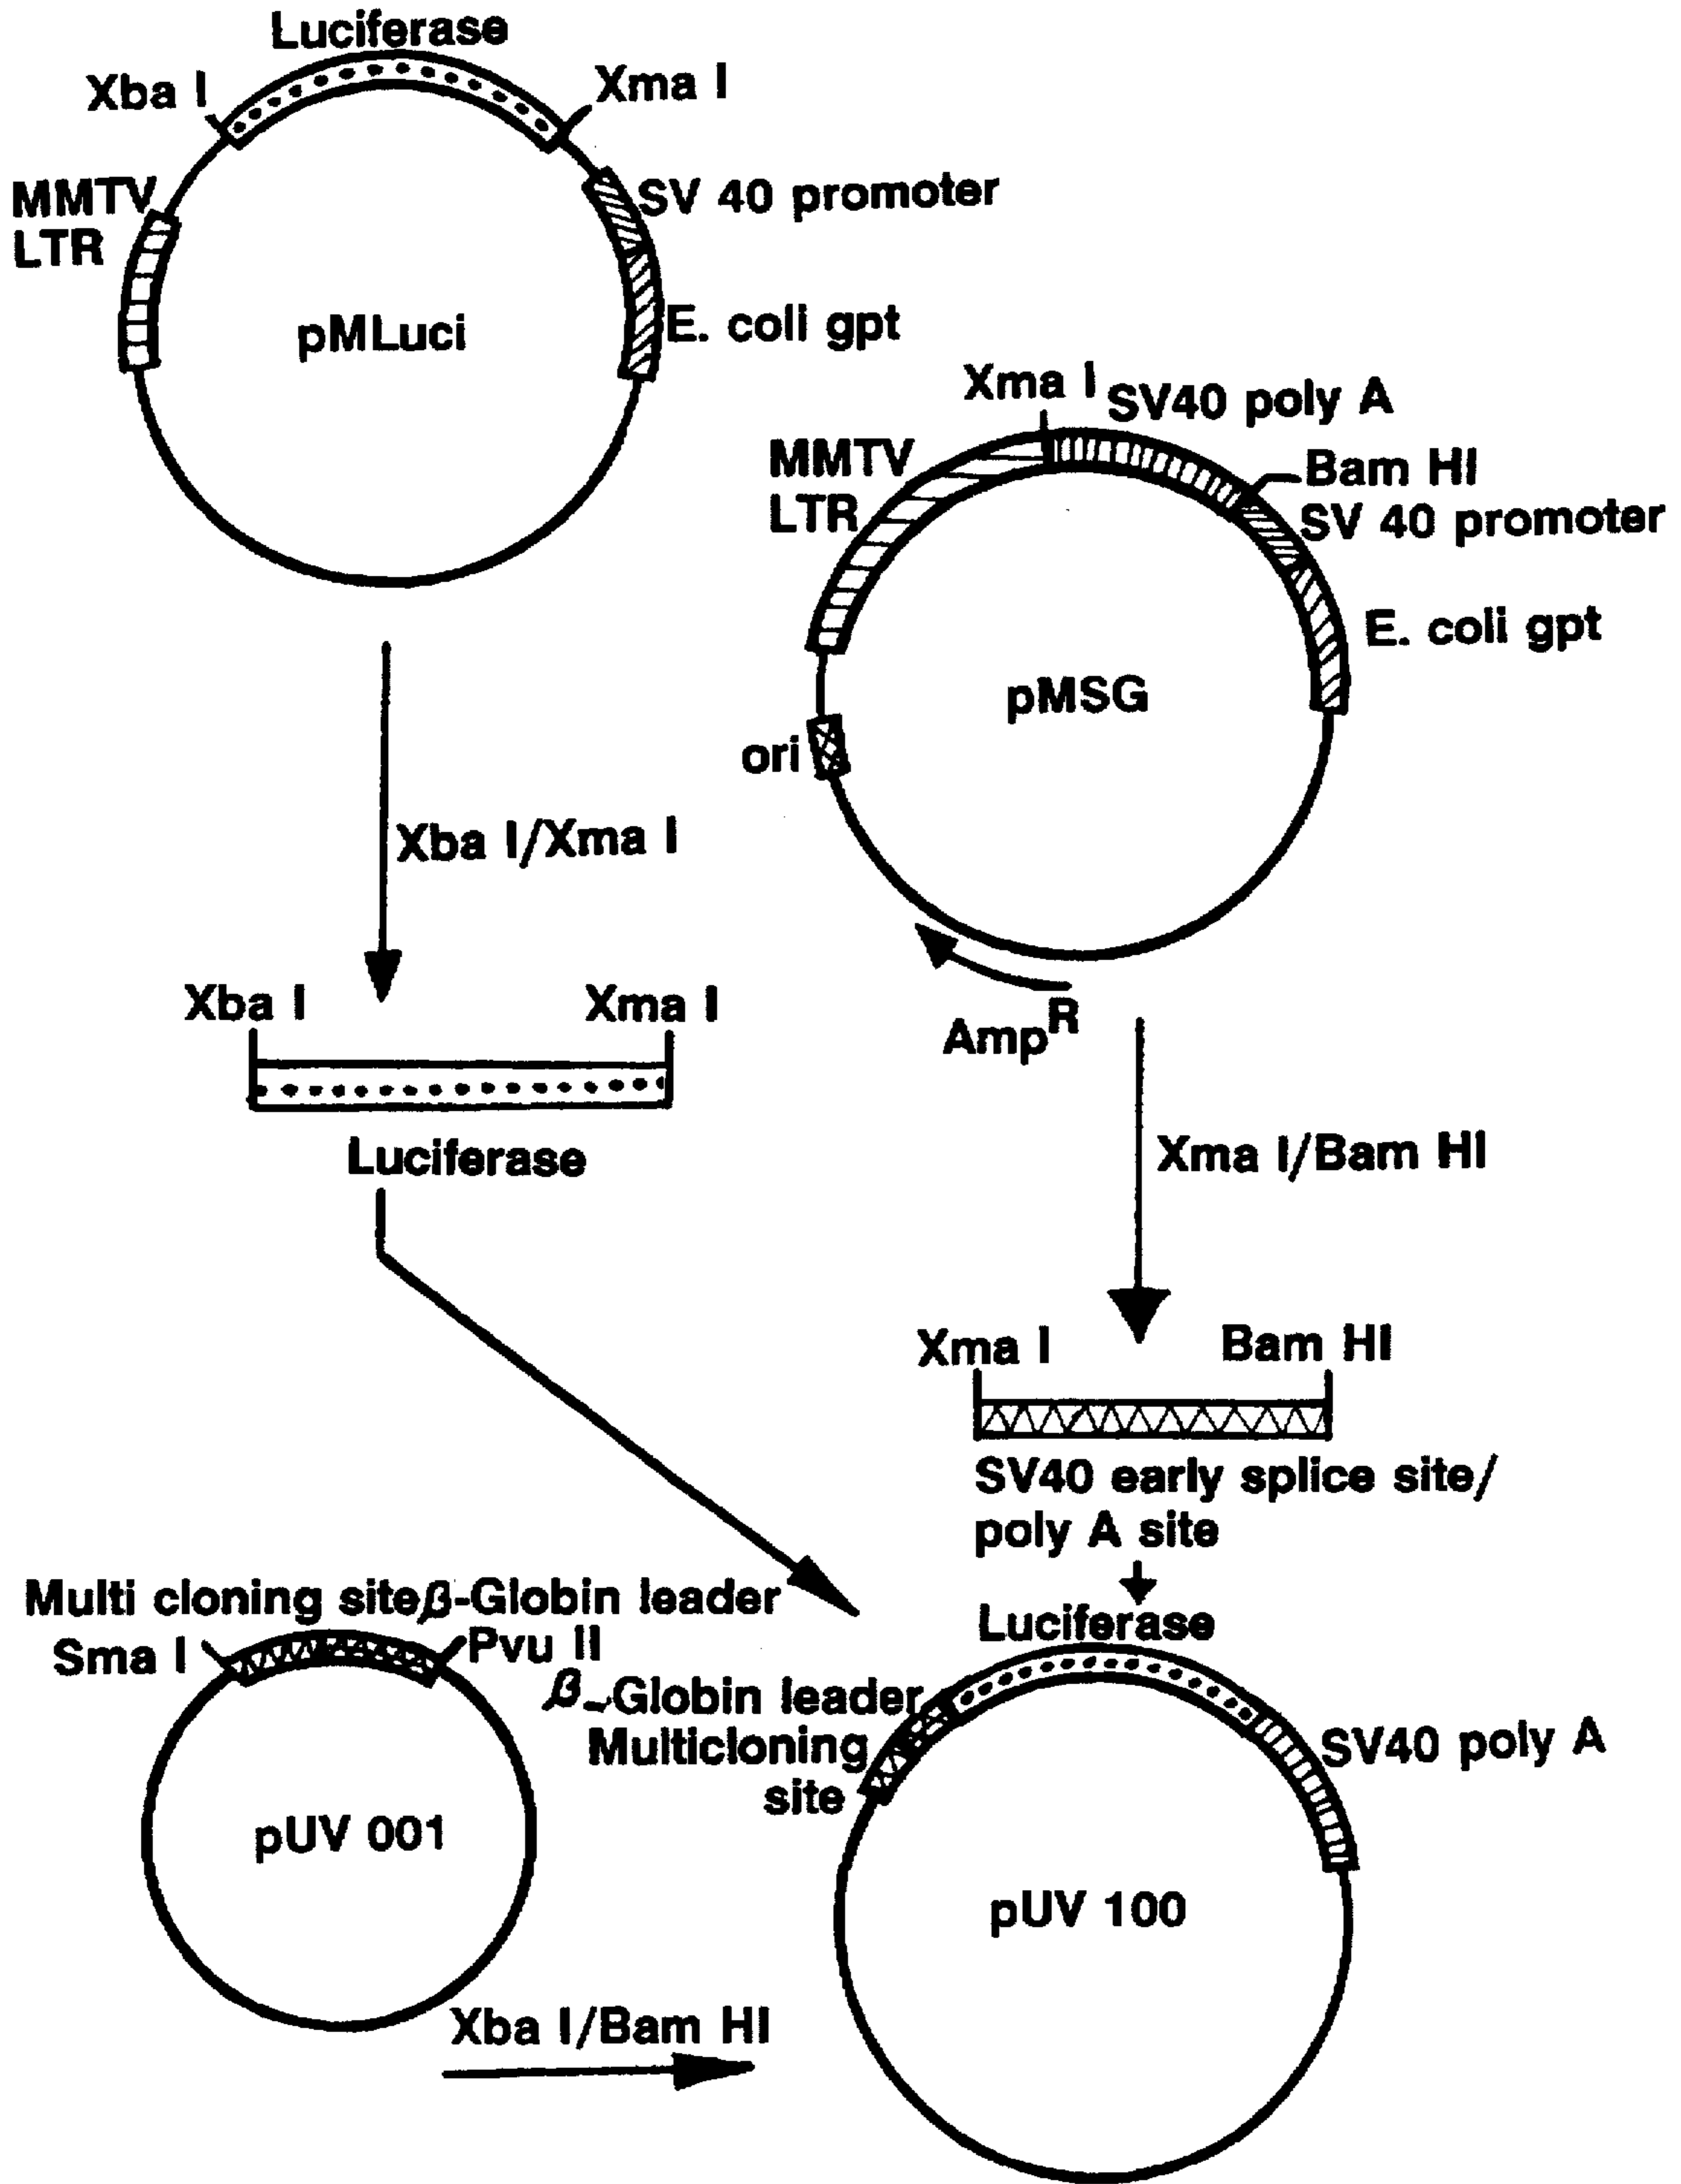 Luciferase
Xba I
Xma I
MMTV
LTR
SV 40 promoter
pMLuci
E. coli gpt
Xma I
SV40 poly A
MMTV
LTR
Bam HI
SV 40 promoter
E. coli gpt
pMSG
ori
Amp^R
Xba I/Xma I
Xba I
Xma I
Luciferase
Xma I/Bam HI
Xma I
Bam HI
SV40 early splice site/
poly A site
Multi cloning site β-Globin leader
Sma I
Pvu II
pUV 001
Xba I/Bam HI
Luciferase
β-Globin leader
Multicloning
site
SV40 poly A
pUV 100